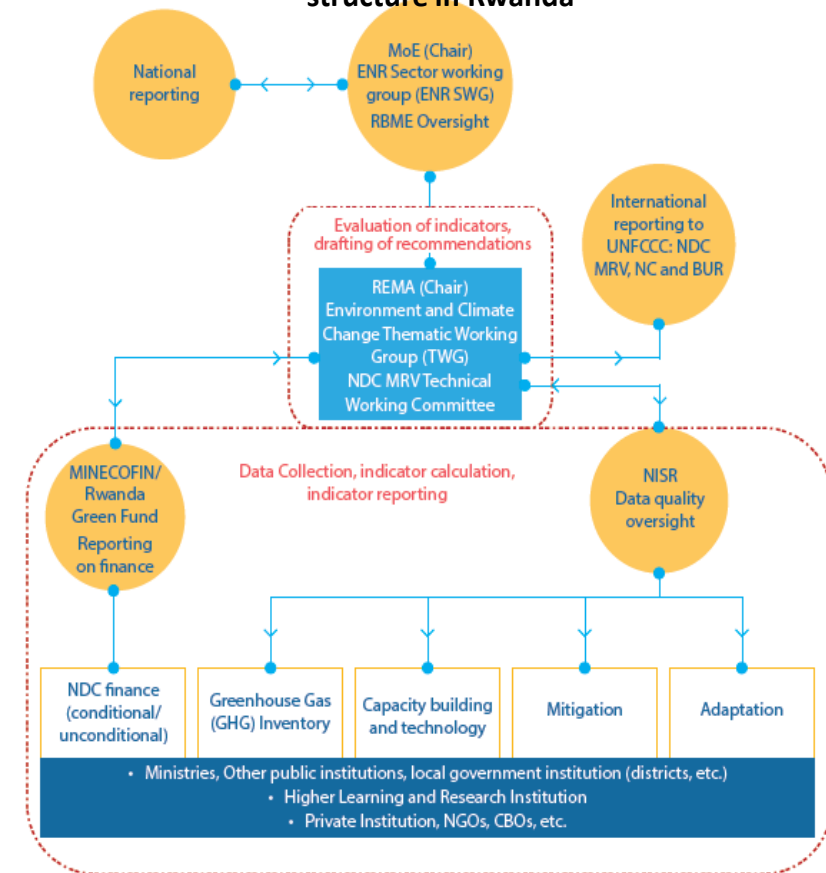 structure in Rwanda
National
reporting
MoE (Chair)
ENR Sector working
group (ENR SWG)
RBME Oversight
International
reporting to
UNFCCC: NDC
MRV, NC and BUR
Evaluation of indicators,
drafting of recommendations
REMA (Chair)
Environment and Climate
Change Thematic Working
Group (TWG)
NDC MRV Technical
Working Committee
MINECOFIN/
Rwanda
Green Fund
Reporting
on finance
Data Collection, indicator calculation,
indicator reporting
NISR
Data quality
oversight
NDC finance
(conditional/
unconditional)
Greenhouse Gas
(GHG) Inventory
Capacity building
and technology
Mitigation
Adaptation
• Ministries, Other public institutions, local government institution (districts, etc.)
• Higher Learning and Research Institution
• Private Institution, NGOs, CBOs, etc.